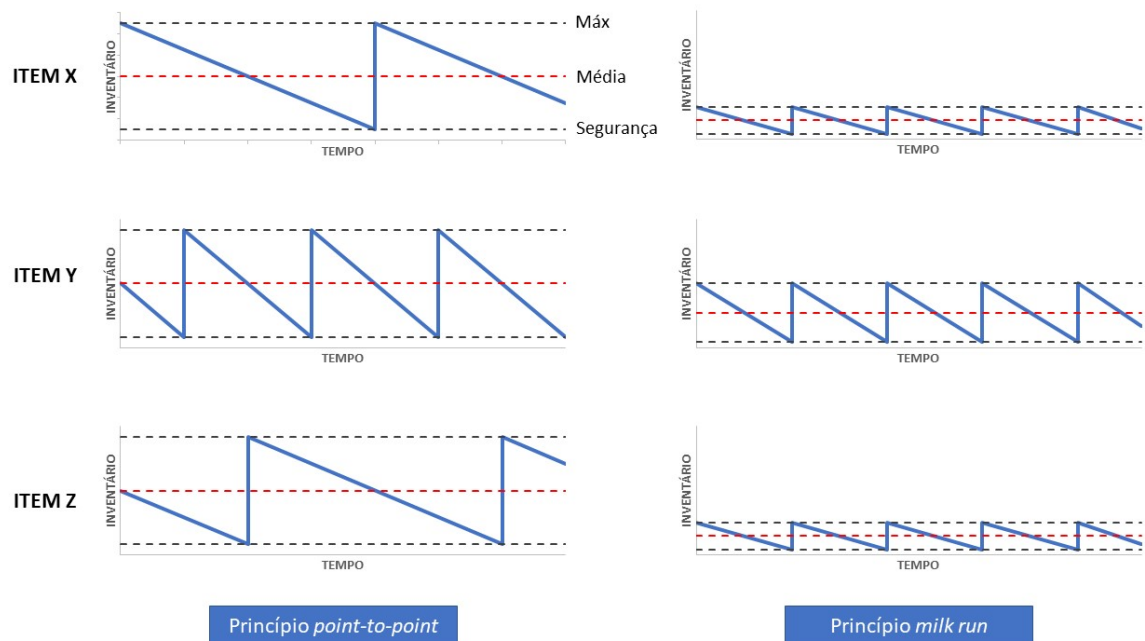 ITEM X
INVENTÁRIO
TEMPO
Máx
Média
Segurança
INVENTÁRIO
TEMPO
ITEM Y
INVENTÁRIO
TEMPO
INVENTÁRIO
TEMPO
ITEM Z
INVENTÁRIO
TEMPO
INVENTÁRIO
TEMPO
Princípio point-to-point
Princípio milk run